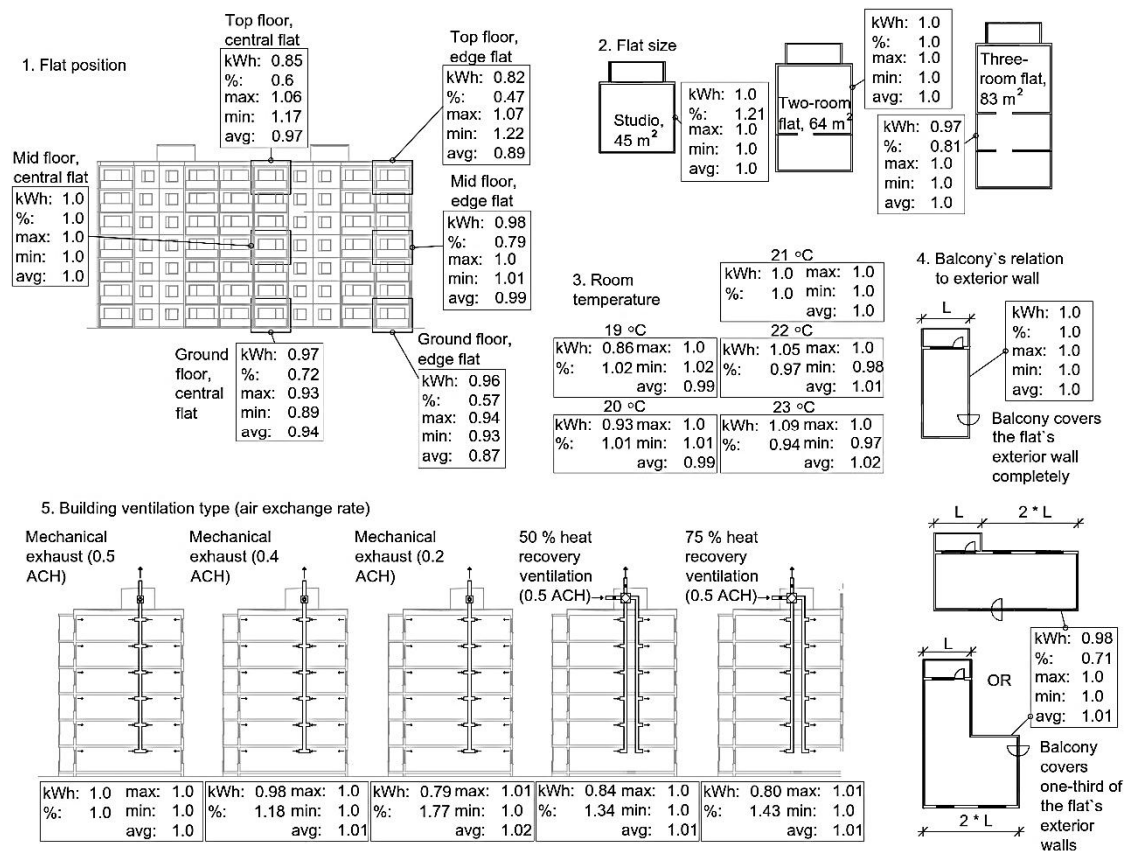 1. Flat position
Top floor,
central flat
kWh: 0.85
%: 0.6
max: 1.06
min: 1.17
avg: 0.97
Top floor,
edge flat
kWh: 0.82
%: 0.47
max: 1.07
min: 1.22
avg: 0.89
Mid floor,
central flat
kWh: 1.0
%: 1.0
max: 1.0
min: 1.0
avg: 1.0
Mid floor,
edge flat
kWh: 0.98
%: 0.79
max: 1.0
min: 1.01
avg: 0.99
Ground
floor,
central
flat
kWh: 0.97
%: 0.72
max: 0.93
min: 0.89
avg: 0.94
Ground floor,
edge flat
kWh: 0.96
%: 0.57
max: 0.94
min: 0.93
avg: 0.87
2. Flat size
Studio,
45 m²
kWh: 1.0
%: 1.21
max: 1.0
min: 1.0
avg: 1.0
Two-room
flat, 64 m²
kWh: 1.0
%: 1.0
max: 1.0
min: 1.0
avg: 1.0
Three-
room flat,
83 m²
kWh: 0.97
%: 0.81
max: 1.0
min: 1.0
avg: 1.0
3. Room
temperature
21 °C
kWh: 1.0 max: 1.0
%: 1.0 min: 1.0
avg: 1.0
19 °C
kWh: 0.86 max: 1.0
%: 1.02 min: 1.02
avg: 0.99
22 °C
kWh: 1.05 max: 1.0
%: 0.97 min: 0.98
avg: 1.01
20 °C
kWh: 0.93 max: 1.0
%: 1.01 min: 1.01
avg: 0.99
23 °C
kWh: 1.09 max: 1.0
%: 0.94 min: 0.97
avg: 1.02
4. Balcony`s relation
to exterior wall
L
kWh: 1.0
%: 1.0
max: 1.0
min: 1.0
avg: 1.0
Balcony covers
the flat`s
exterior wall
completely
L 2 * L
kWh: 0.98
%: 0.71
max: 1.0
min: 1.0
avg: 1.01
L
OR
2 * L
Balcony
covers
one-third of
the flat`s
exterior
walls
5. Building ventilation type (air exchange rate)
Mechanical
exhaust (0.5
ACH)
kWh: 1.0 max: 1.0
%: 1.0 min: 1.0
avg: 1.0
Mechanical
exhaust (0.4
ACH)
kWh: 0.98 max: 1.0
%: 1.18 min: 1.0
avg: 1.01
Mechanical
exhaust (0.2
ACH)
kWh: 0.79 max: 1.01
%: 1.77 min: 1.0
avg: 1.02
50 % heat
recovery
ventilation
(0.5 ACH)
kWh: 0.84 max: 1.0
%: 1.34 min: 1.0
avg: 1.01
75 % heat
recovery
ventilation
(0.5 ACH)
kWh: 0.80 max: 1.01
%: 1.43 min: 1.0
avg: 1.01